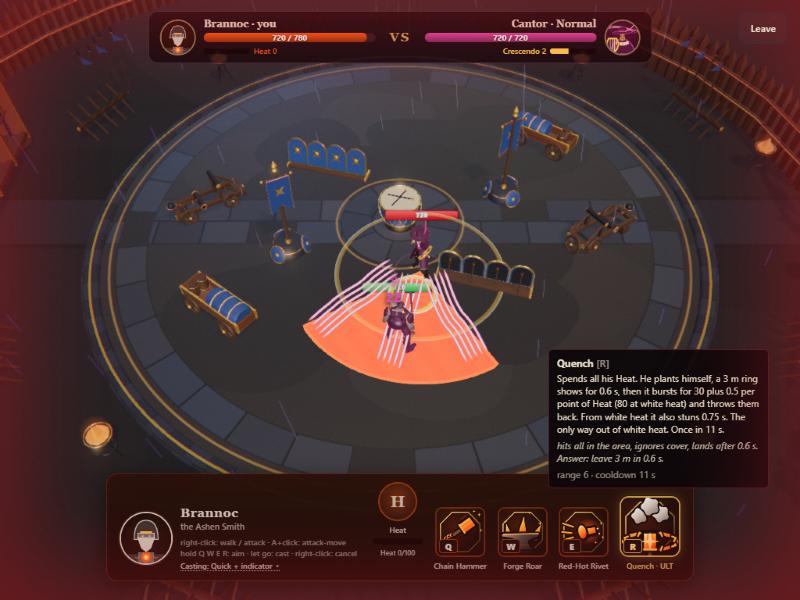 Brannoc · you
720 / 780
Heat 0
VS
Cantor · Normal
720 / 720
Crescendo 2
Leave
720
Quench [R]
Spends all his Heat. He plants himself, a 3 m ring
shows for 0.6 s, then it bursts for 30 plus 0.5 per
point of Heat (80 at white heat) and throws them
back. From white heat it also stuns 0.75 s. The
only way out of white heat. Once in 11 s.
hits all in the area, ignores cover, lands after 0.6 s.
Answer: leave 3 m in 0.6 s.
range 6 · cooldown 11 s
Brannoc
the Ashen Smith
right-click: walk / attack · A+click: attack-move
hold Q W E R: aim · let go: cast · right-click: cancel
Casting: Quick + indicator
H
Heat
Heat 0/100
Q
Chain Hammer
W
Forge Roar
E
Red-Hot Rivet
R
Quench · ULT